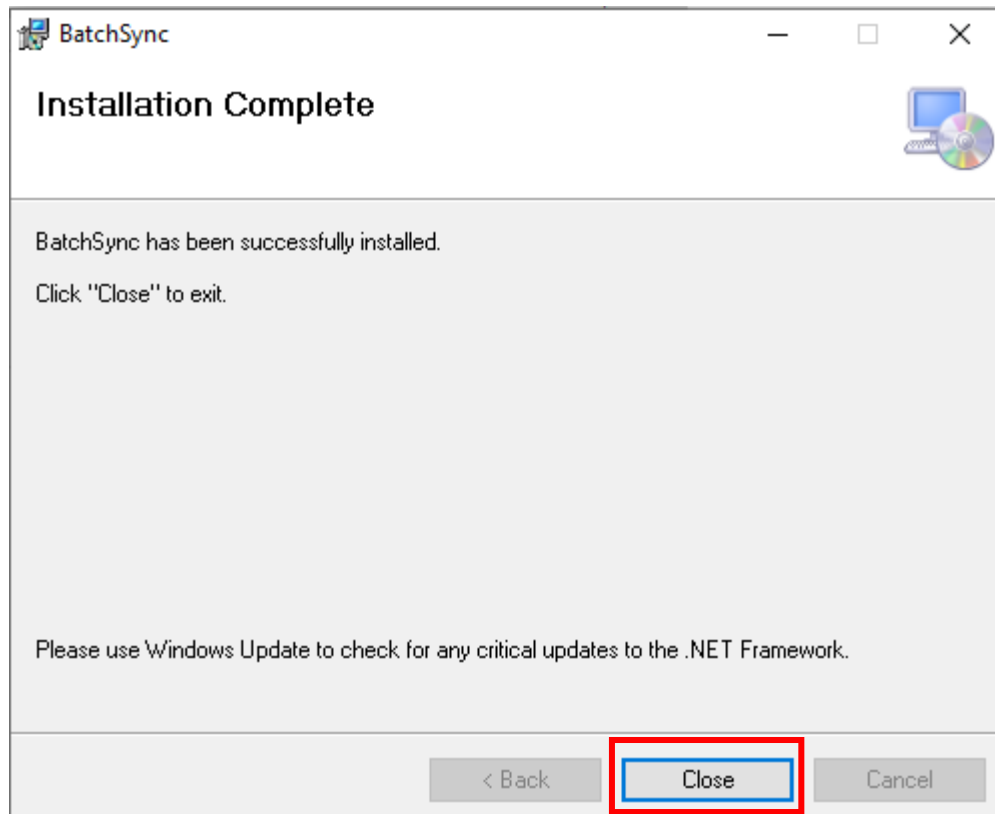 BatchSync
Installation Complete
BatchSync has been successfully installed.
Click "Close" to exit.
Please use Windows Update to check for any critical updates to the .NET Framework.
< Back
Close
Cancel